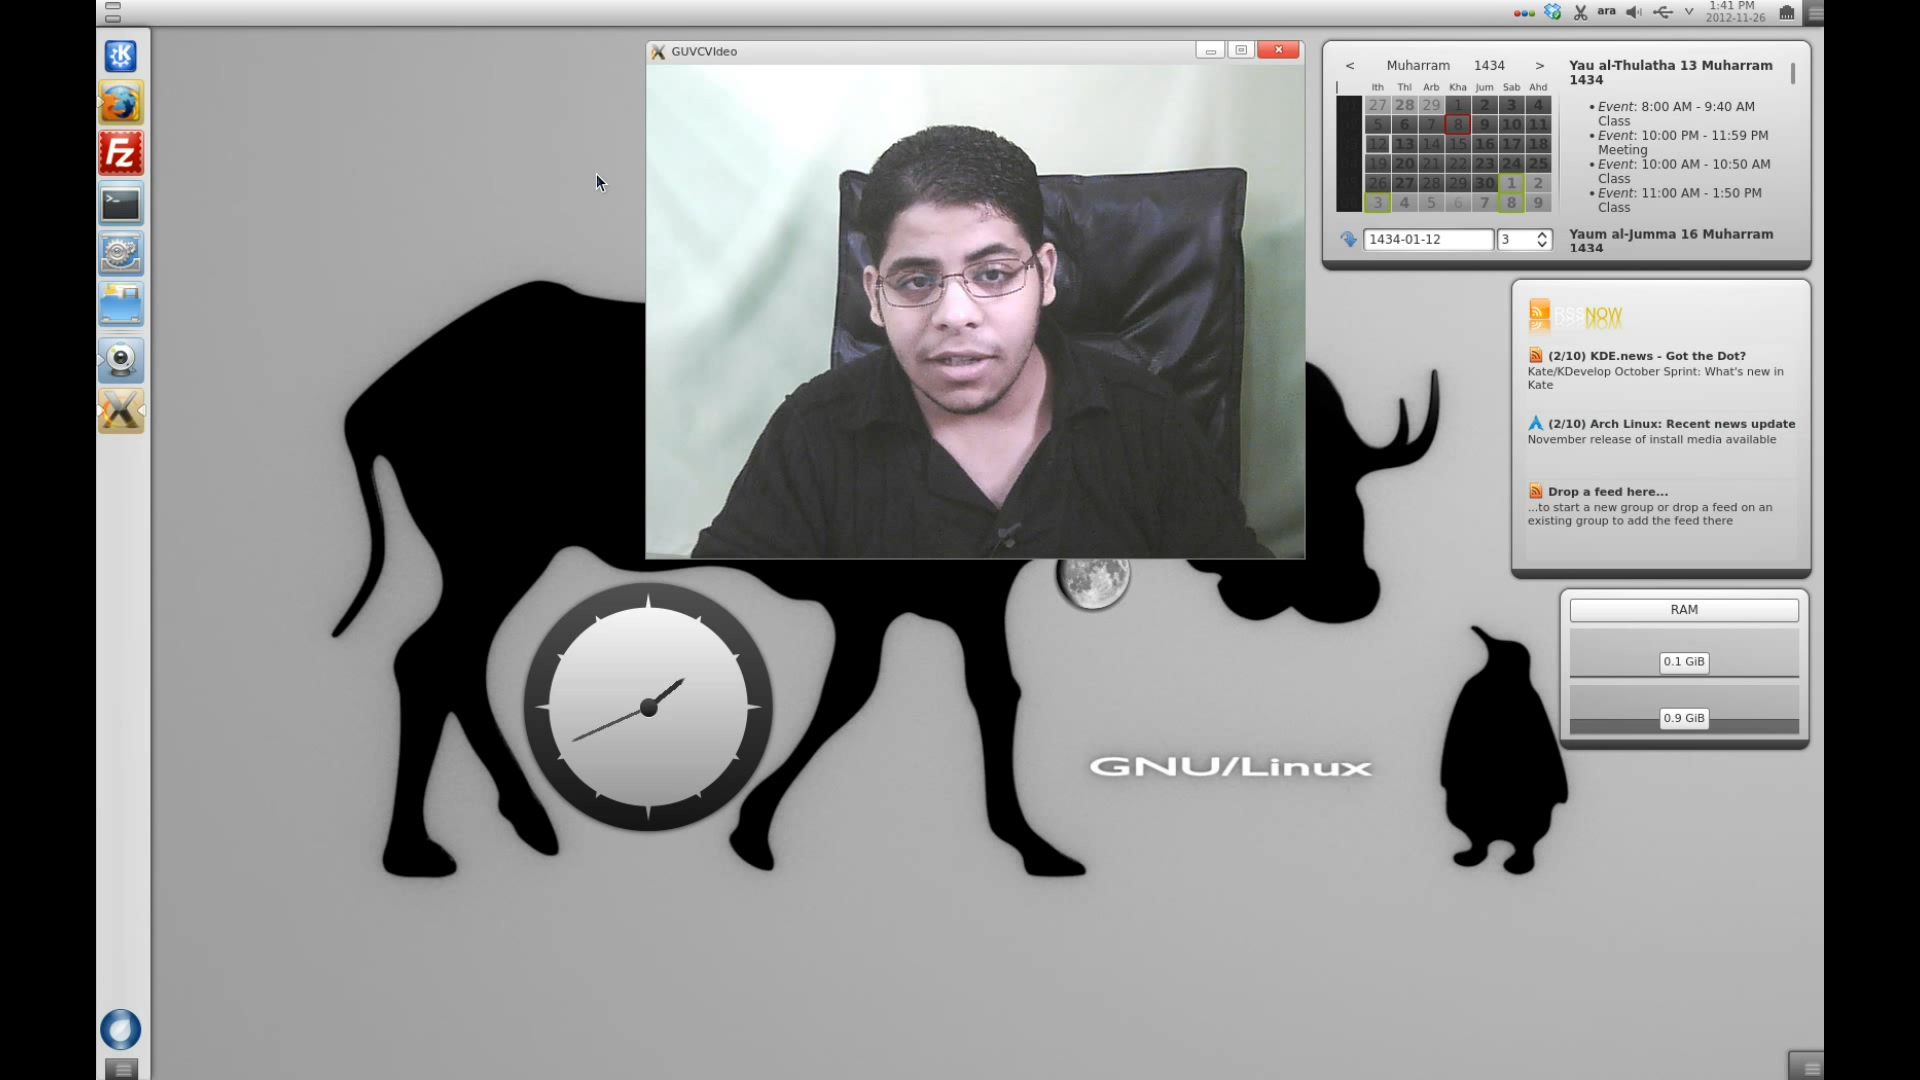 ara
1:41 PM
2012-11-26
GUVCVIdeo
< Muharram 1434 >
Ith Thl Arb Kha Jum Sab Ahd
27 28 29 1 2 3 4
5 6 7 8 9 10 11
12 13 14 15 16 17 18
19 20 21 22 23 24 25
26 27 28 29 30 1 2
3 4 5 6 7 8 9
1434-01-12 3
Yau al-Thulatha 13 Muharram
1434
• Event: 8:00 AM - 9:40 AM
Class
• Event: 10:00 PM - 11:59 PM
Meeting
• Event: 10:00 AM - 10:50 AM
Class
• Event: 11:00 AM - 1:50 PM
Class
Yaum al-Jumma 16 Muharram
1434
RSSNOW
(2/10) KDE.news - Got the Dot?
Kate/KDevelop October Sprint: What's new in
Kate
(2/10) Arch Linux: Recent news update
November release of install media available
Drop a feed here...
...to start a new group or drop a feed on an
existing group to add the feed there
RAM
0.1 GiB
0.9 GiB
GNU/Linux
K
Fz
>_